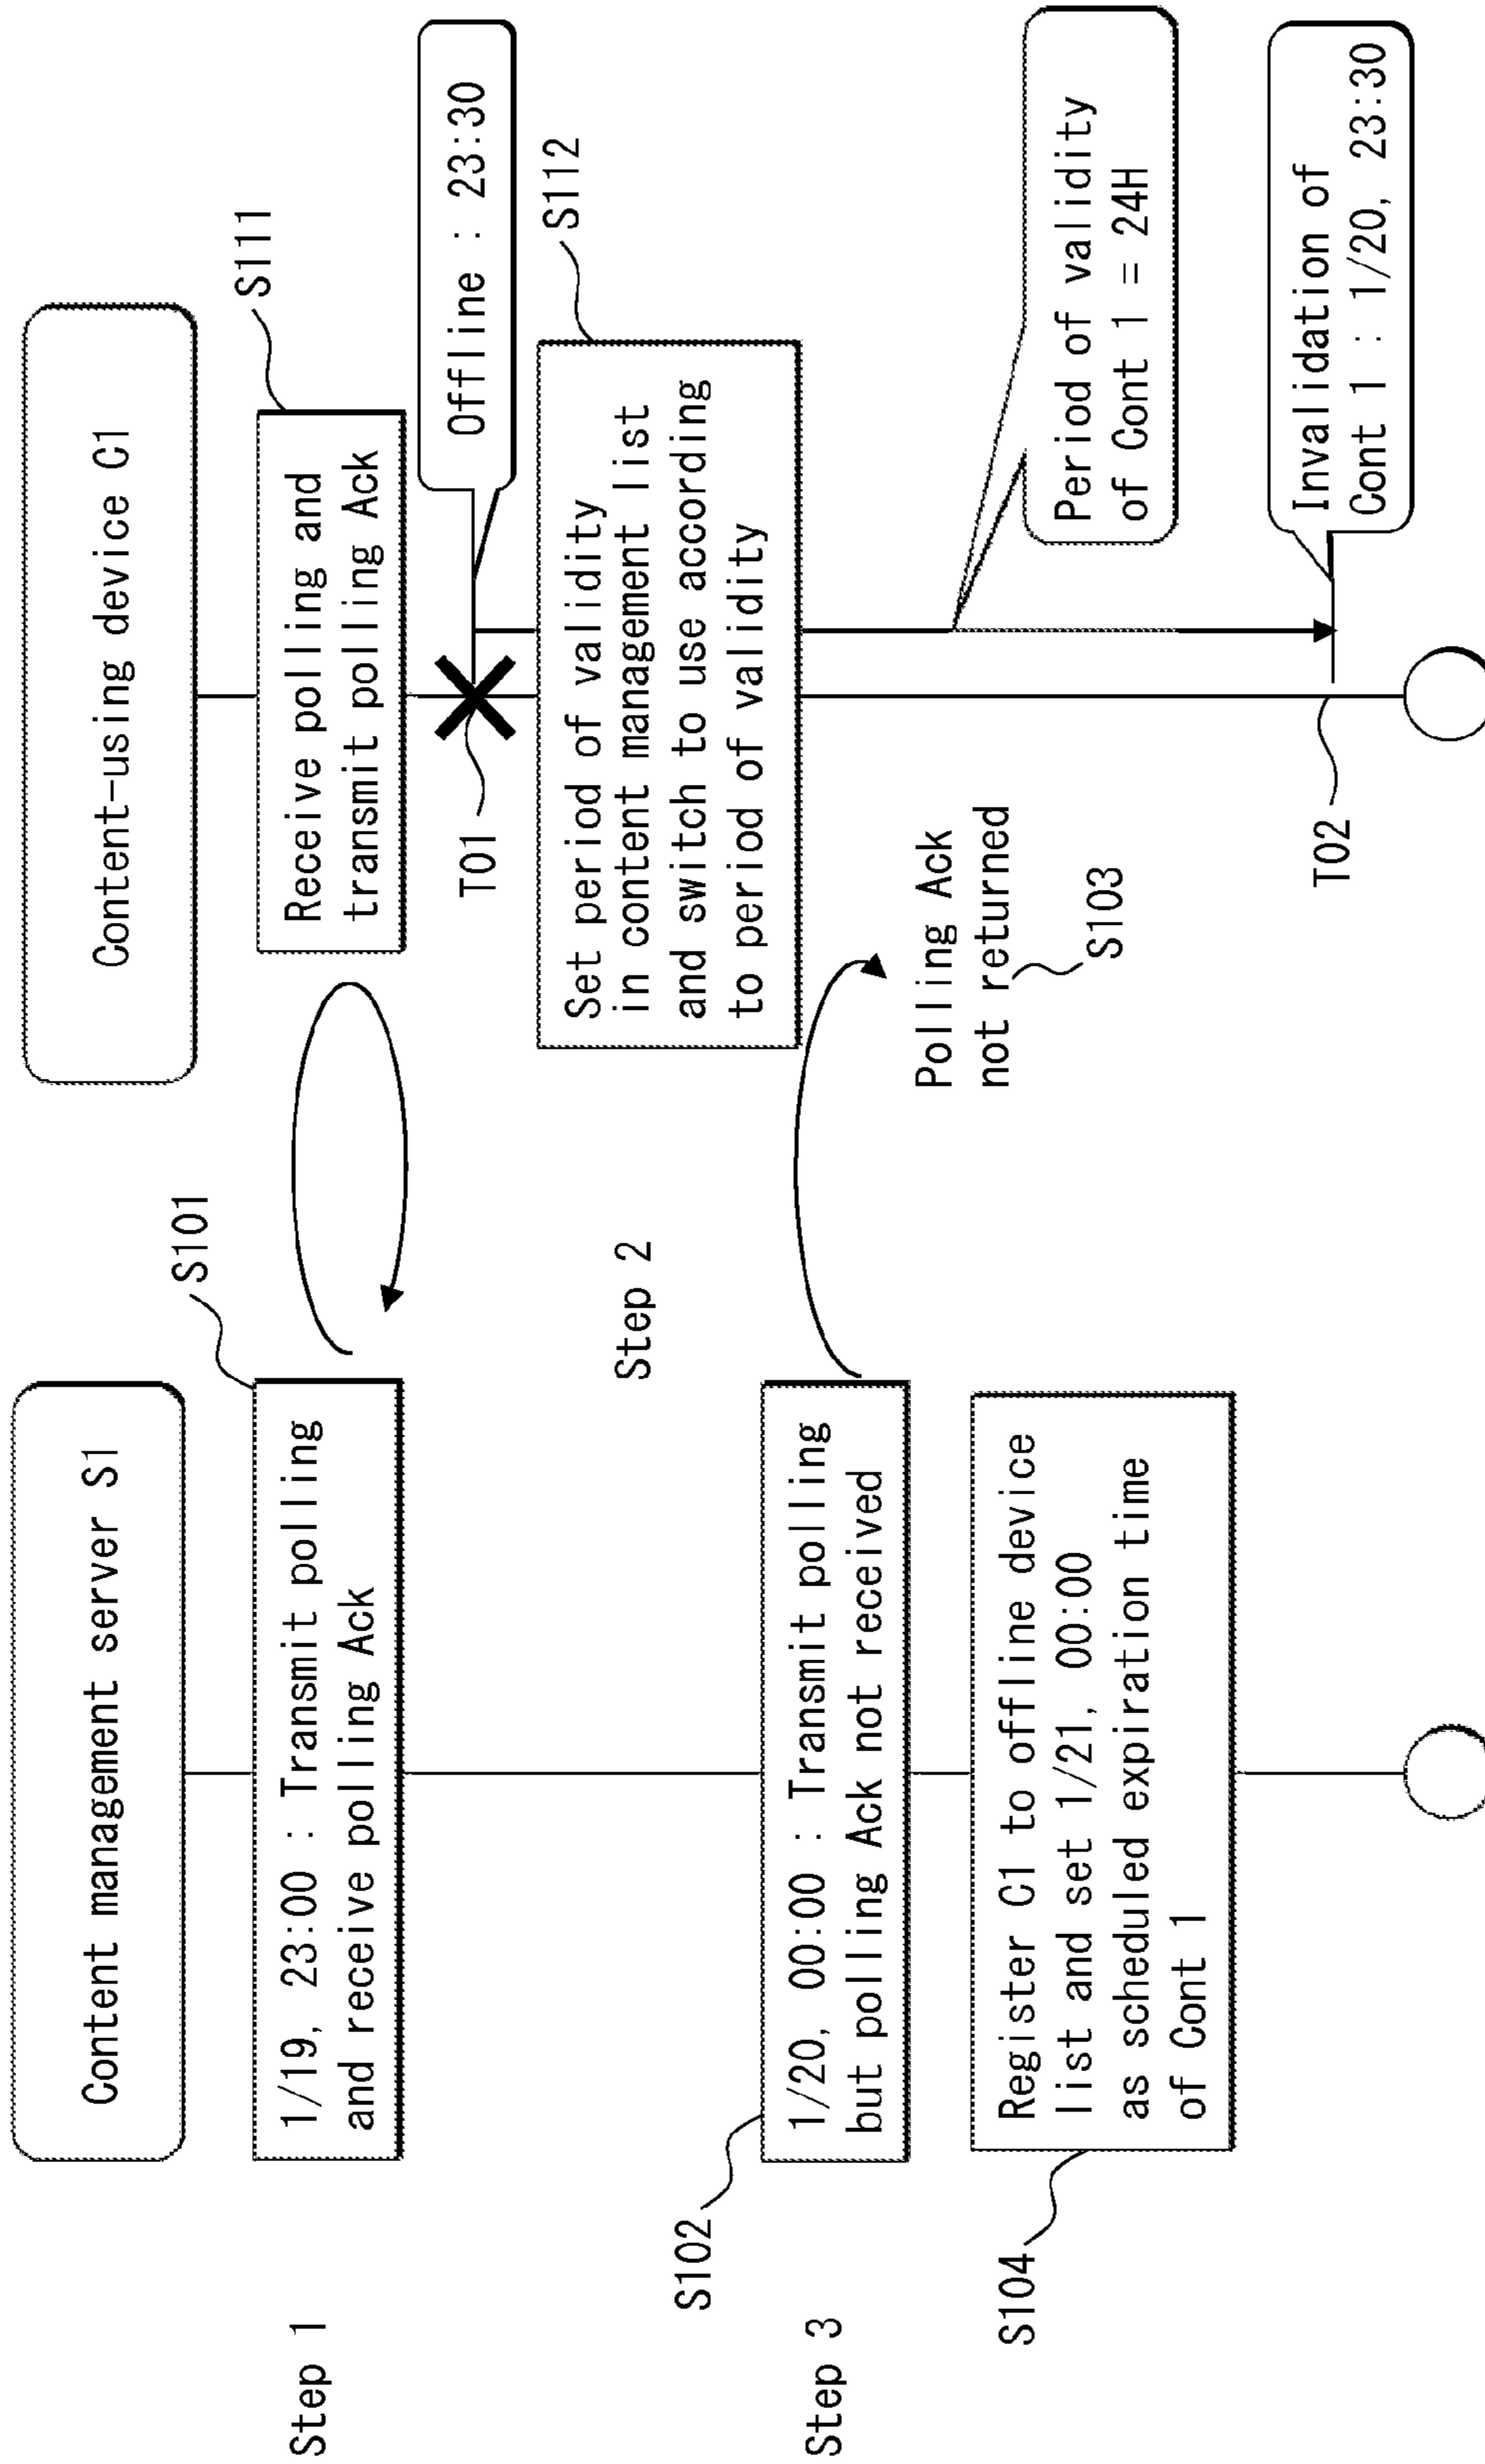 Content management server S1
Content-using device C1
Step 1
S101
1/19, 23:00 : Transmit polling
and receive polling Ack
S111
Receive polling and
transmit polling Ack
T01
Offline : 23:30
Step 2
S112
Set period of validity
in content management list
and switch to use according
to period of validity
Step 3
S102
1/20, 00:00 : Transmit polling
but polling Ack not received
Polling Ack
not returned
S103
S104
Register C1 to offline device
list and set 1/21, 00:00
as scheduled expiration time
of Cont 1
Period of validity
of Cont 1 = 24H
T02
Invalidation of
Cont 1 : 1/20, 23:30